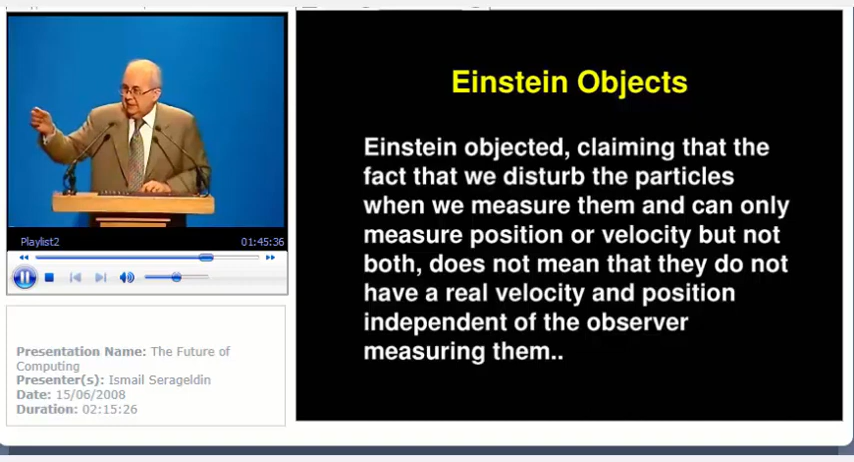 Einstein Objects
Einstein objected, claiming that the
fact that we disturb the particles
when we measure them and can only
measure position or velocity but not
both, does not mean that they do not
have a real velocity and position
independent of the observer
measuring them..
Playlist2 01:45:36
Presentation Name: The Future of
Computing
Presenter(s): Ismail Serageldin
Date: 15/06/2008
Duration: 02:15:26